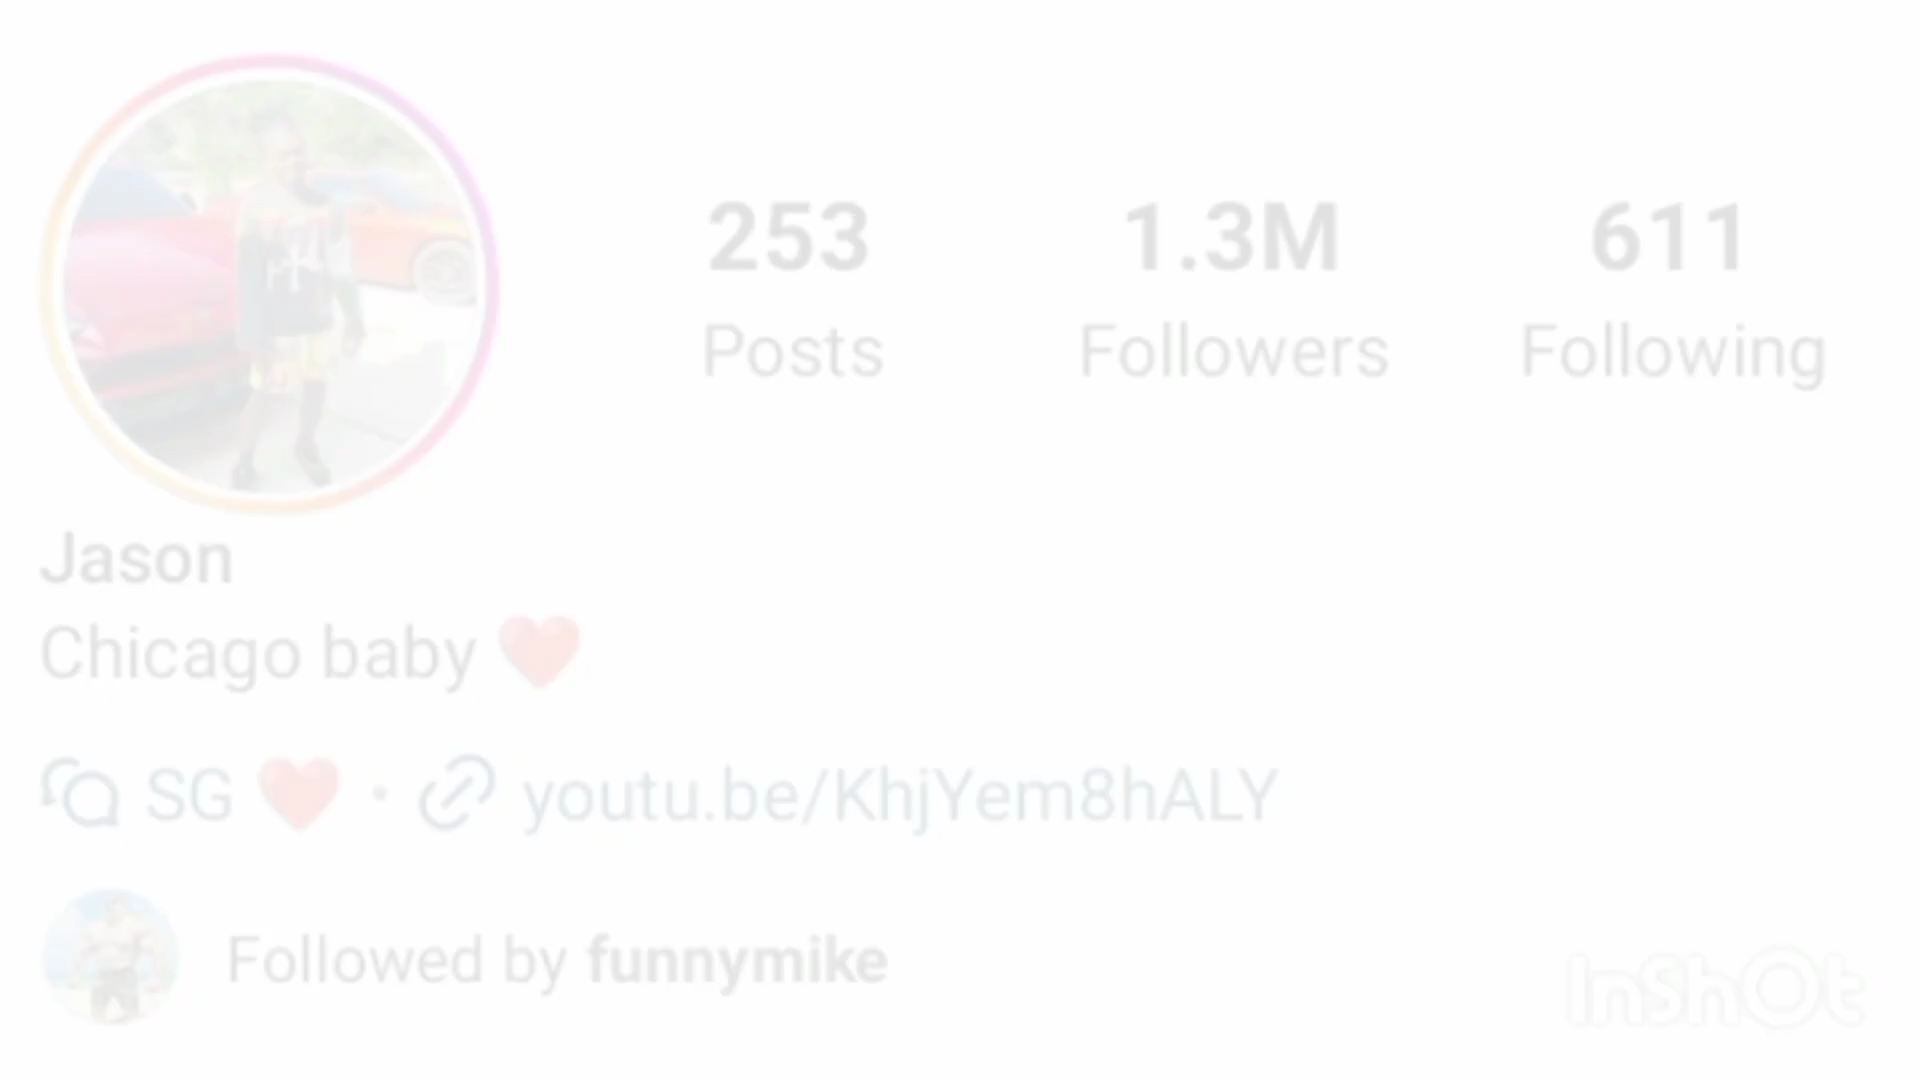 253 1.3M 611
Posts Followers Following
Jason
Chicago baby ❤️
SG ❤️ · youtu.be/KhjYem8hALY
Followed by funnymike
InShOt